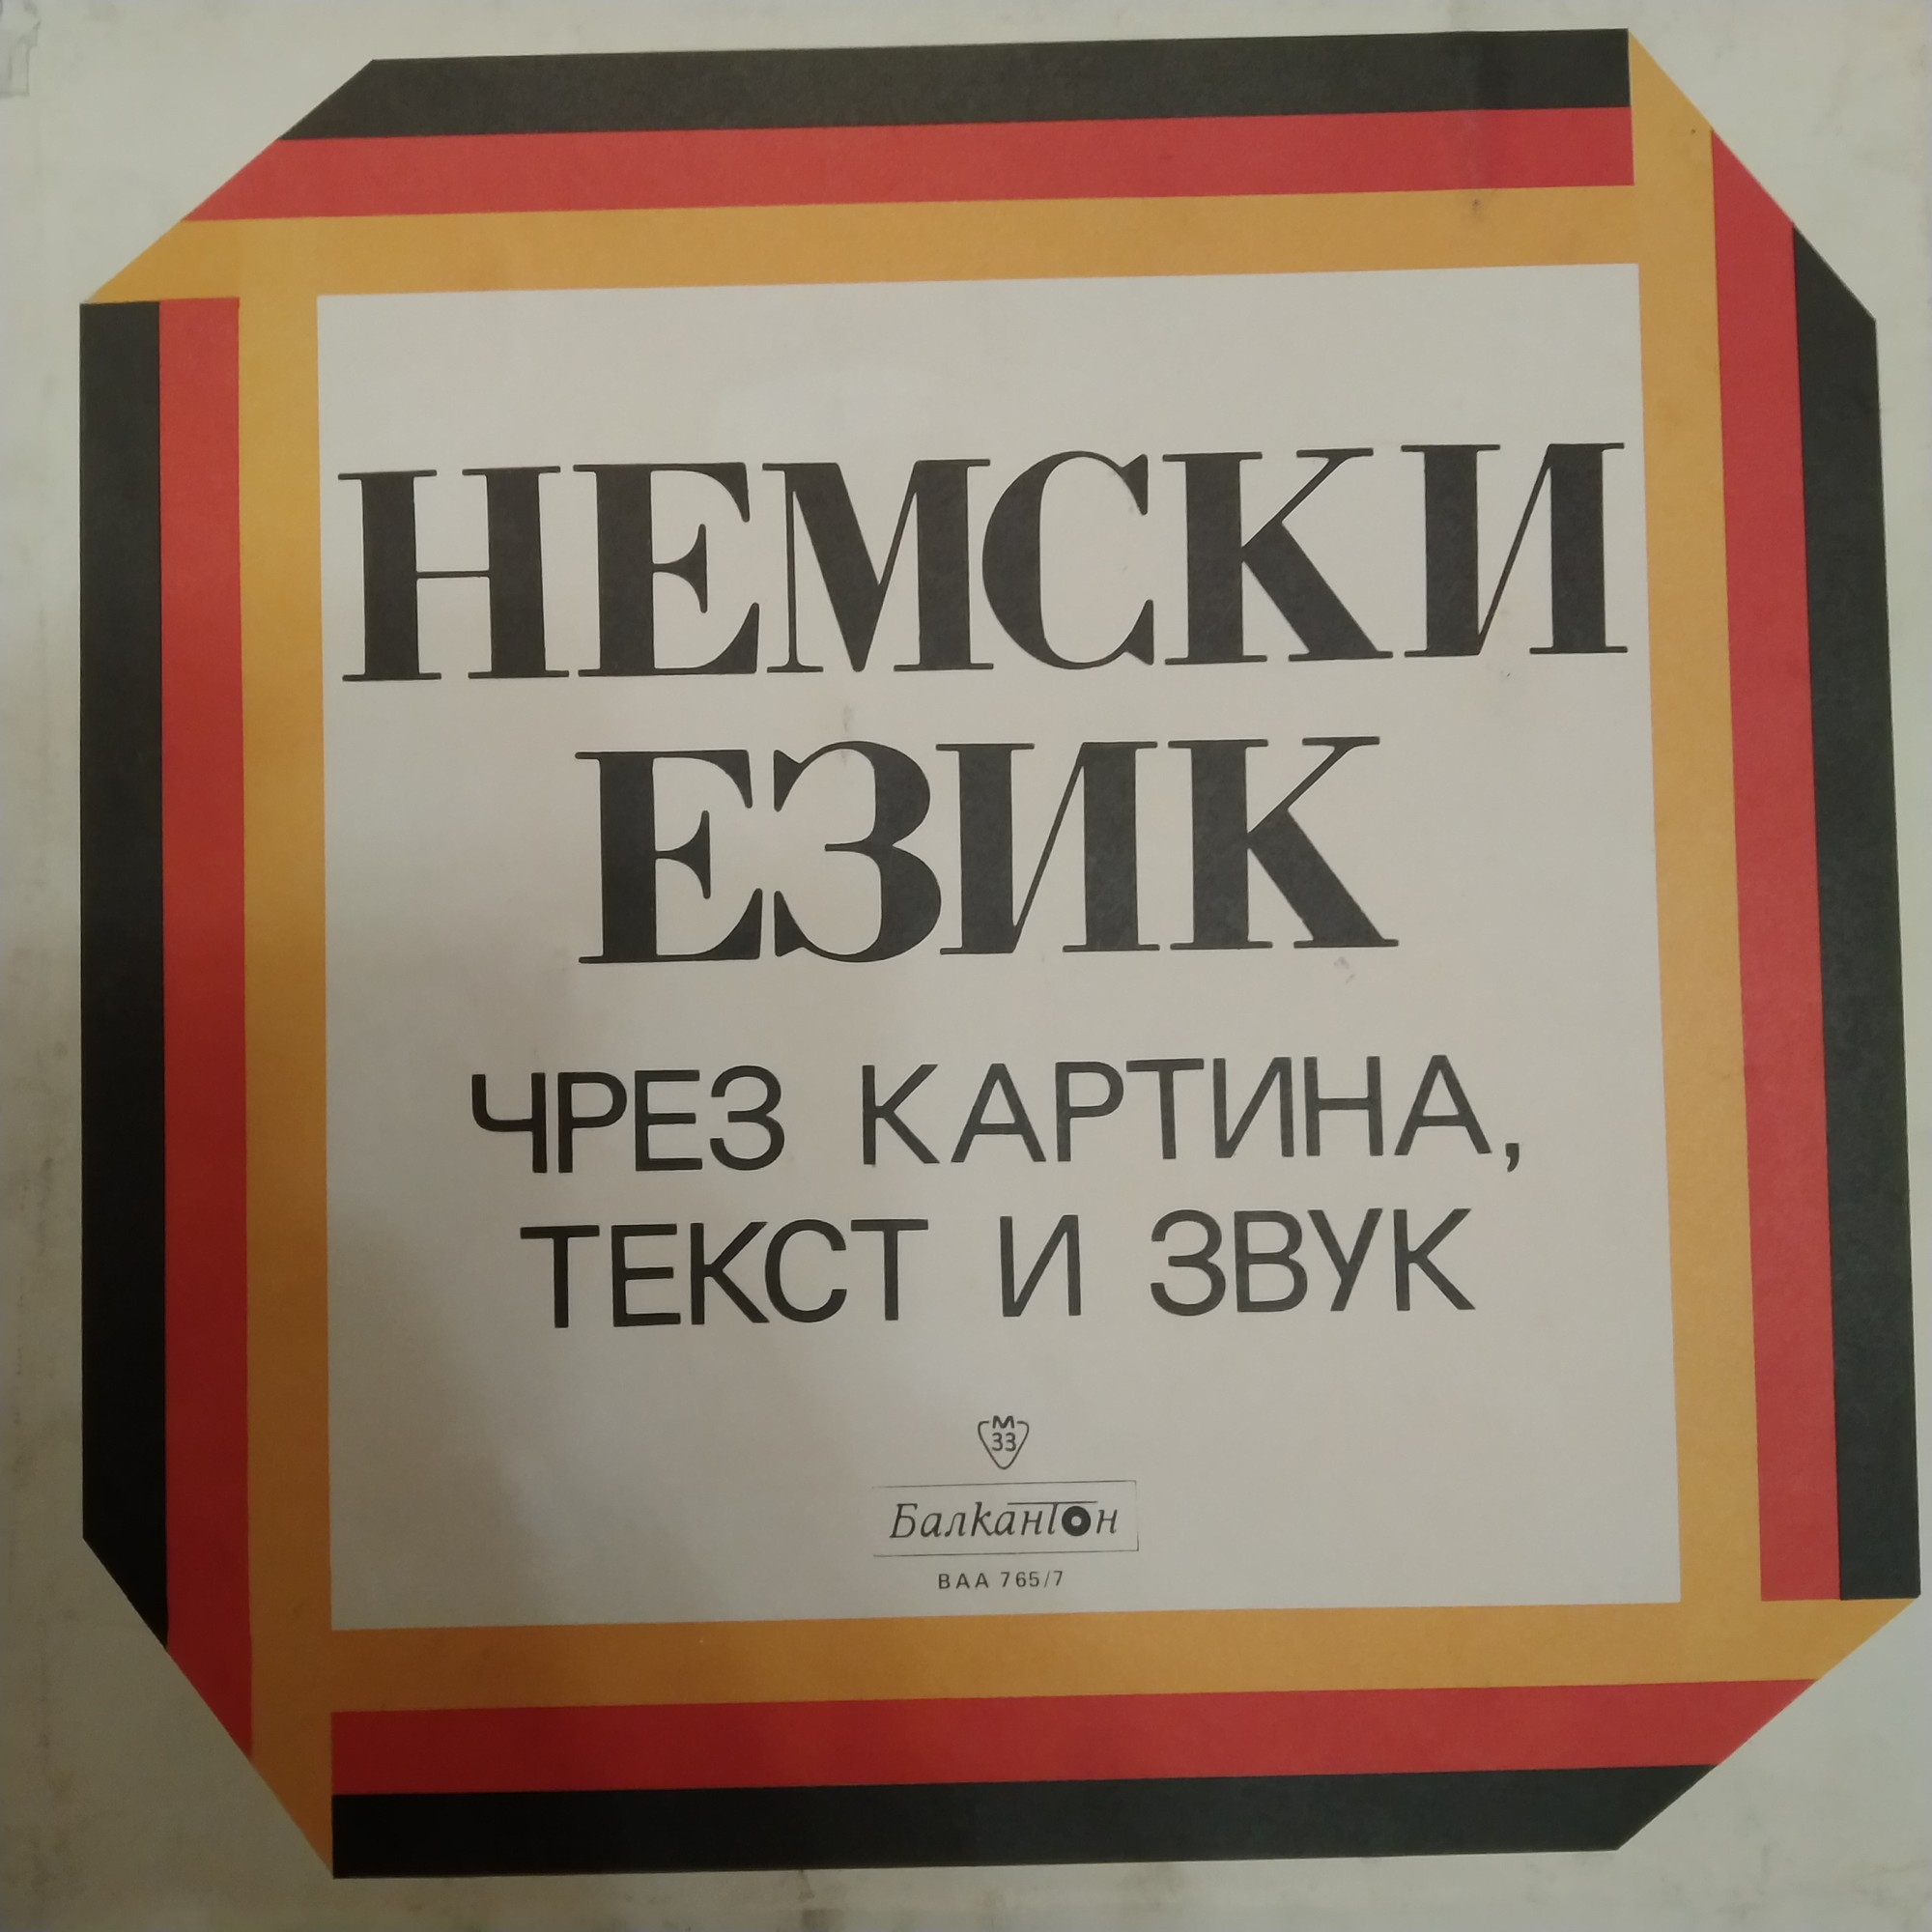 НЕМСКИ
ЕЗИК
ЧРЕЗ КАРТИНА,
ТЕКСТ И ЗВУК
М
33
Балкантон
ВАА 765/7